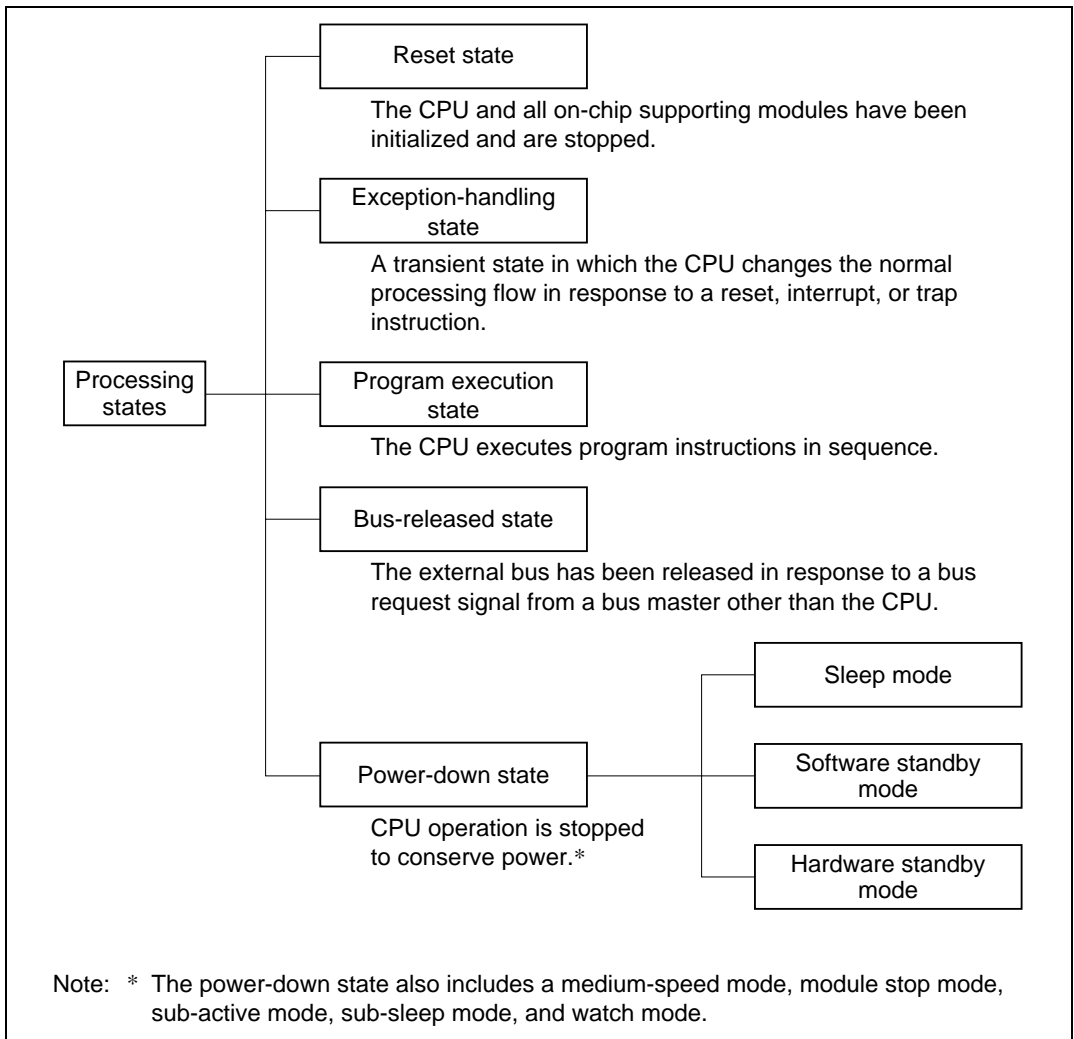 Reset state
The CPU and all on-chip supporting modules have been
initialized and are stopped.
Exception-handling
state
A transient state in which the CPU changes the normal
processing flow in response to a reset, interrupt, or trap
instruction.
Processing
states
Program execution
state
The CPU executes program instructions in sequence.
Bus-released state
The external bus has been released in response to a bus
request signal from a bus master other than the CPU.
Sleep mode
Power-down state
CPU operation is stopped
to conserve power.*
Software standby
mode
Hardware standby
mode
Note: * The power-down state also includes a medium-speed mode, module stop mode,
sub-active mode, sub-sleep mode, and watch mode.